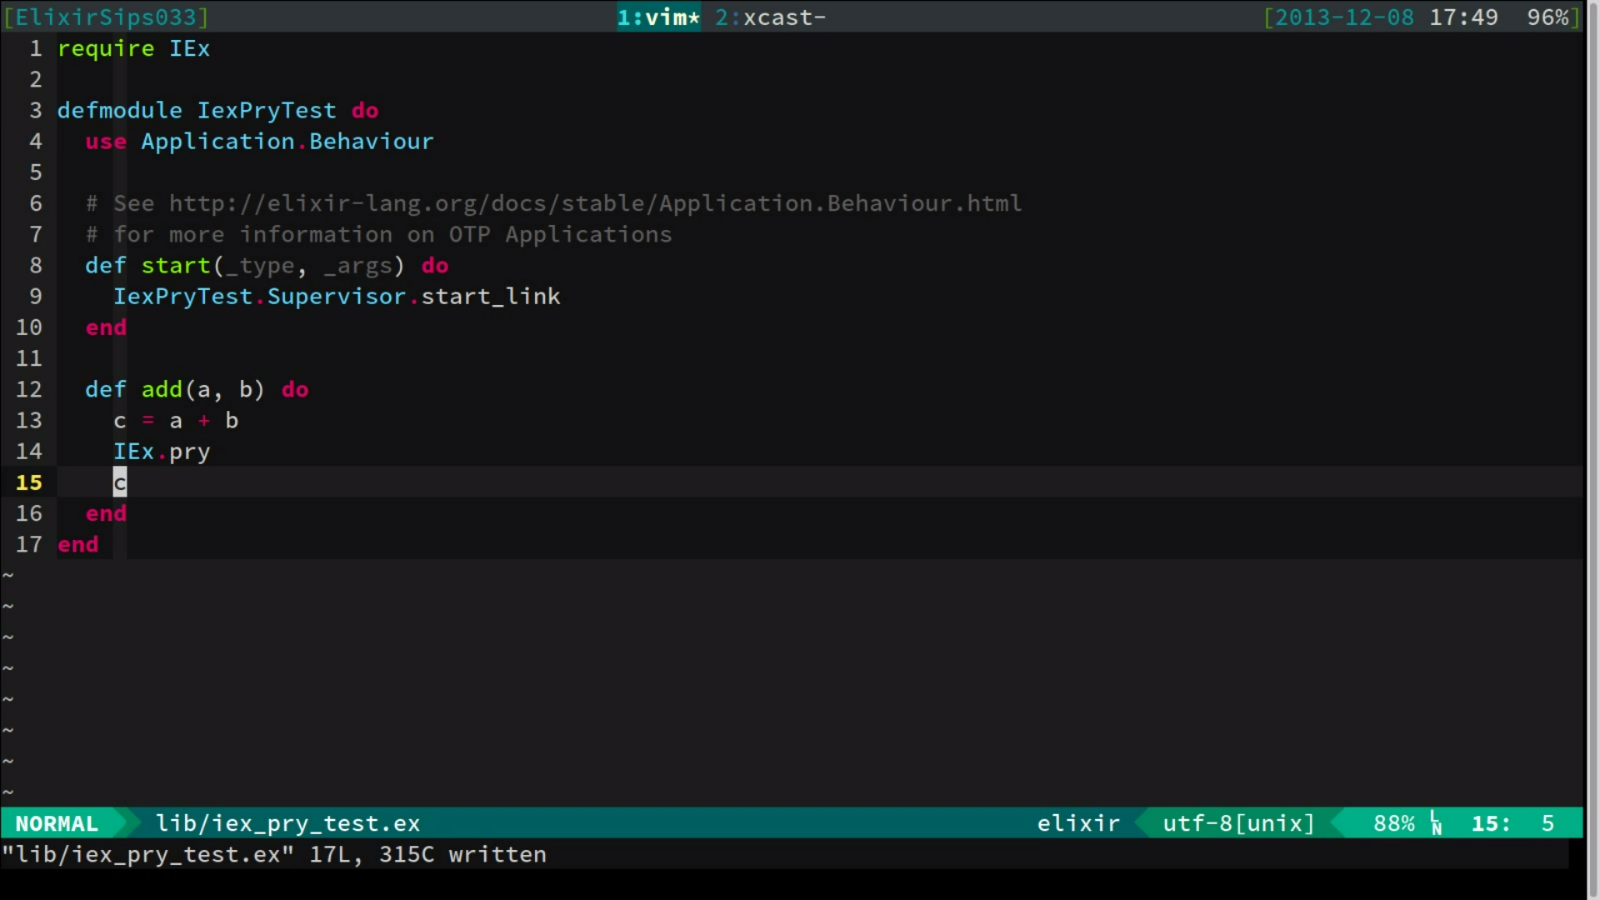 [ElixirSips033] 1:vim* 2:xcast- [2013-12-08 17:49 96%]
1 require IEx
2
3 defmodule IexPryTest do
4   use Application.Behaviour
5
6   # See http://elixir-lang.org/docs/stable/Application.Behaviour.html
7   # for more information on OTP Applications
8   def start(_type, _args) do
9     IexPryTest.Supervisor.start_link
10   end
11
12   def add(a, b) do
13     c = a + b
14     IEx.pry
15     c
16   end
17 end
~
~
~
~
~
~
~
~
NORMAL lib/iex_pry_test.ex elixir utf-8[unix] 88% LN 15: 5
"lib/iex_pry_test.ex" 17L, 315C written